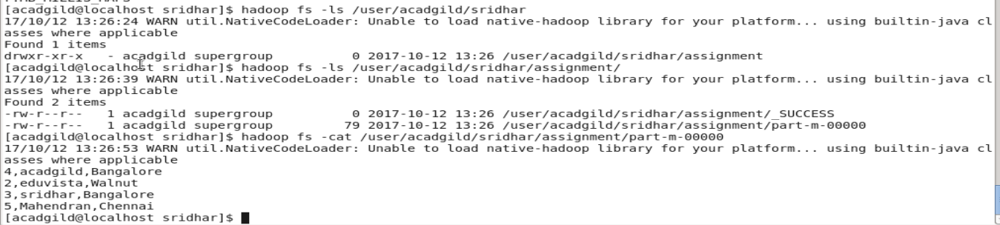 [acadgild@localhost sridhar]$ hadoop fs -ls /user/acadgild/sridhar
17/10/12 13:26:24 WARN util.NativeCodeLoader: Unable to load native-hadoop library for your platform... using builtin-java cl
asses where applicable
Found 1 items
drwxr-xr-x   - acadgild supergroup          0 2017-10-12 13:26 /user/acadgild/sridhar/assignment
[acadgild@localhost sridhar]$ hadoop fs -ls /user/acadgild/sridhar/assignment/
17/10/12 13:26:39 WARN util.NativeCodeLoader: Unable to load native-hadoop library for your platform... using builtin-java cl
asses where applicable
Found 2 items
-rw-r--r--   1 acadgild supergroup          0 2017-10-12 13:26 /user/acadgild/sridhar/assignment/_SUCCESS
-rw-r--r--   1 acadgild supergroup         79 2017-10-12 13:26 /user/acadgild/sridhar/assignment/part-m-00000
[acadgild@localhost sridhar]$ hadoop fs -cat /user/acadgild/sridhar/assignment/part-m-00000
17/10/12 13:26:53 WARN util.NativeCodeLoader: Unable to load native-hadoop library for your platform... using builtin-java cl
asses where applicable
4,acadgild,Bangalore
2,eduvista,Walnut
3,sridhar,Bangalore
5,Mahendran,Chennai
[acadgild@localhost sridhar]$